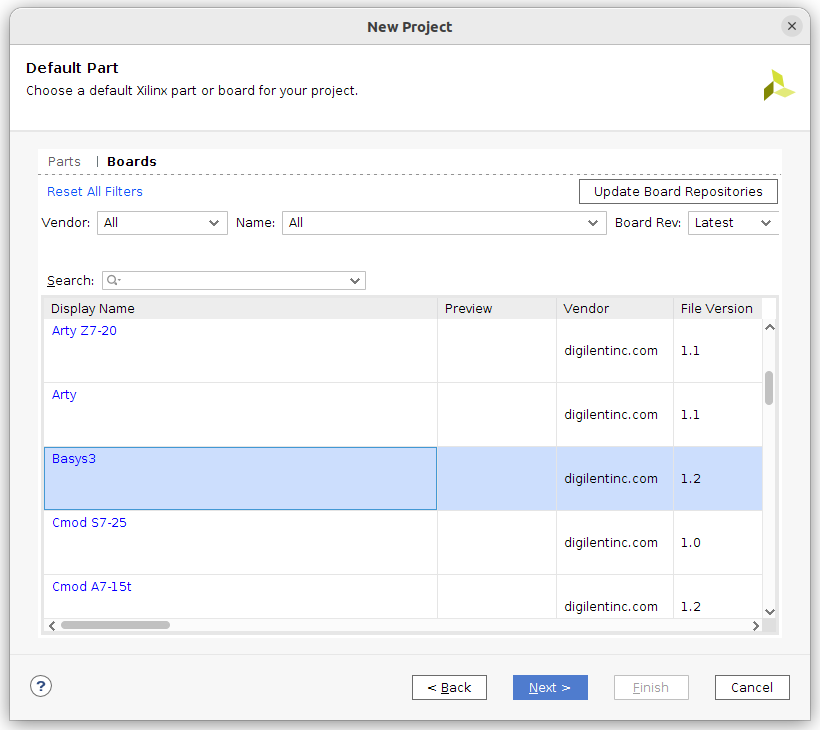 New Project
Default Part
Choose a default Xilinx part or board for your project.
Parts | Boards
Reset All Filters
Update Board Repositories
Vendor: All Name: All Board Rev: Latest
Search:
Display Name Preview Vendor File Version
Arty Z7-20
digilentinc.com 1.1
Arty
digilentinc.com 1.1
Basys3
digilentinc.com 1.2
Cmod S7-25
digilentinc.com 1.0
Cmod A7-15t
digilentinc.com 1.2
? < Back Next > Finish Cancel